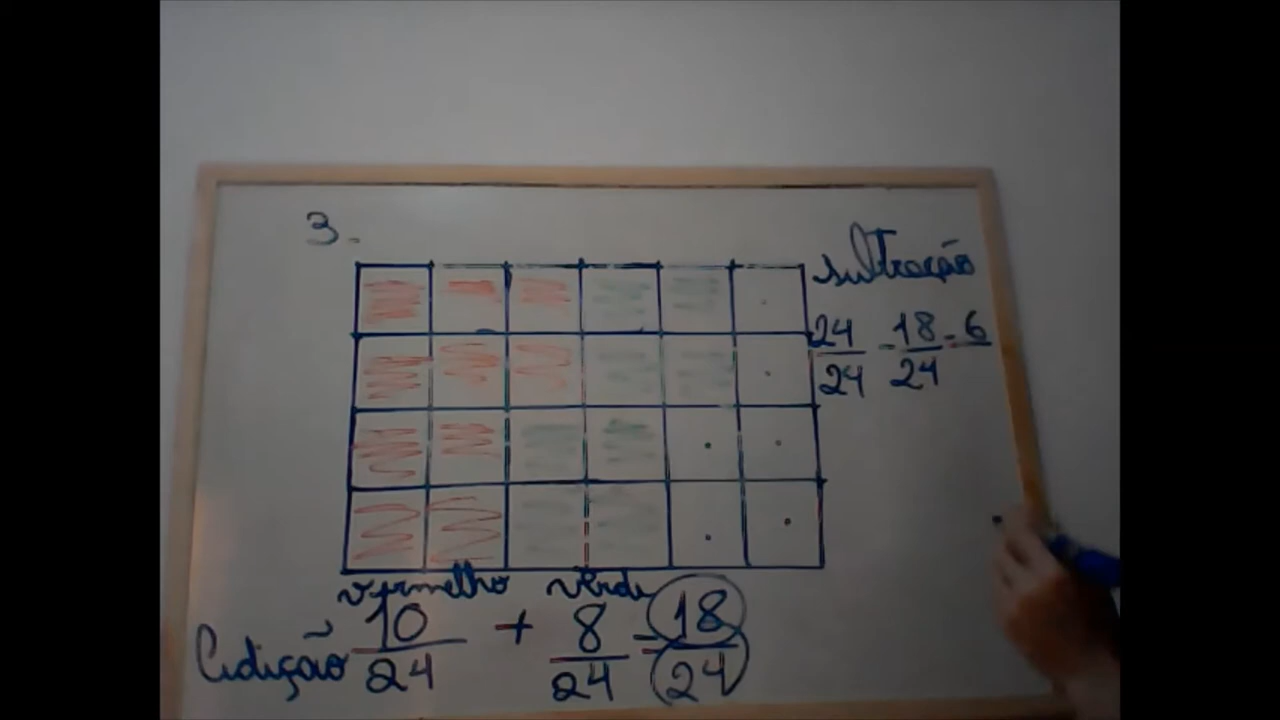 3.
subtração
24/24 - 18/24 = 6
vermelho verde
Adição 10/24 + 8/24 = 18/24